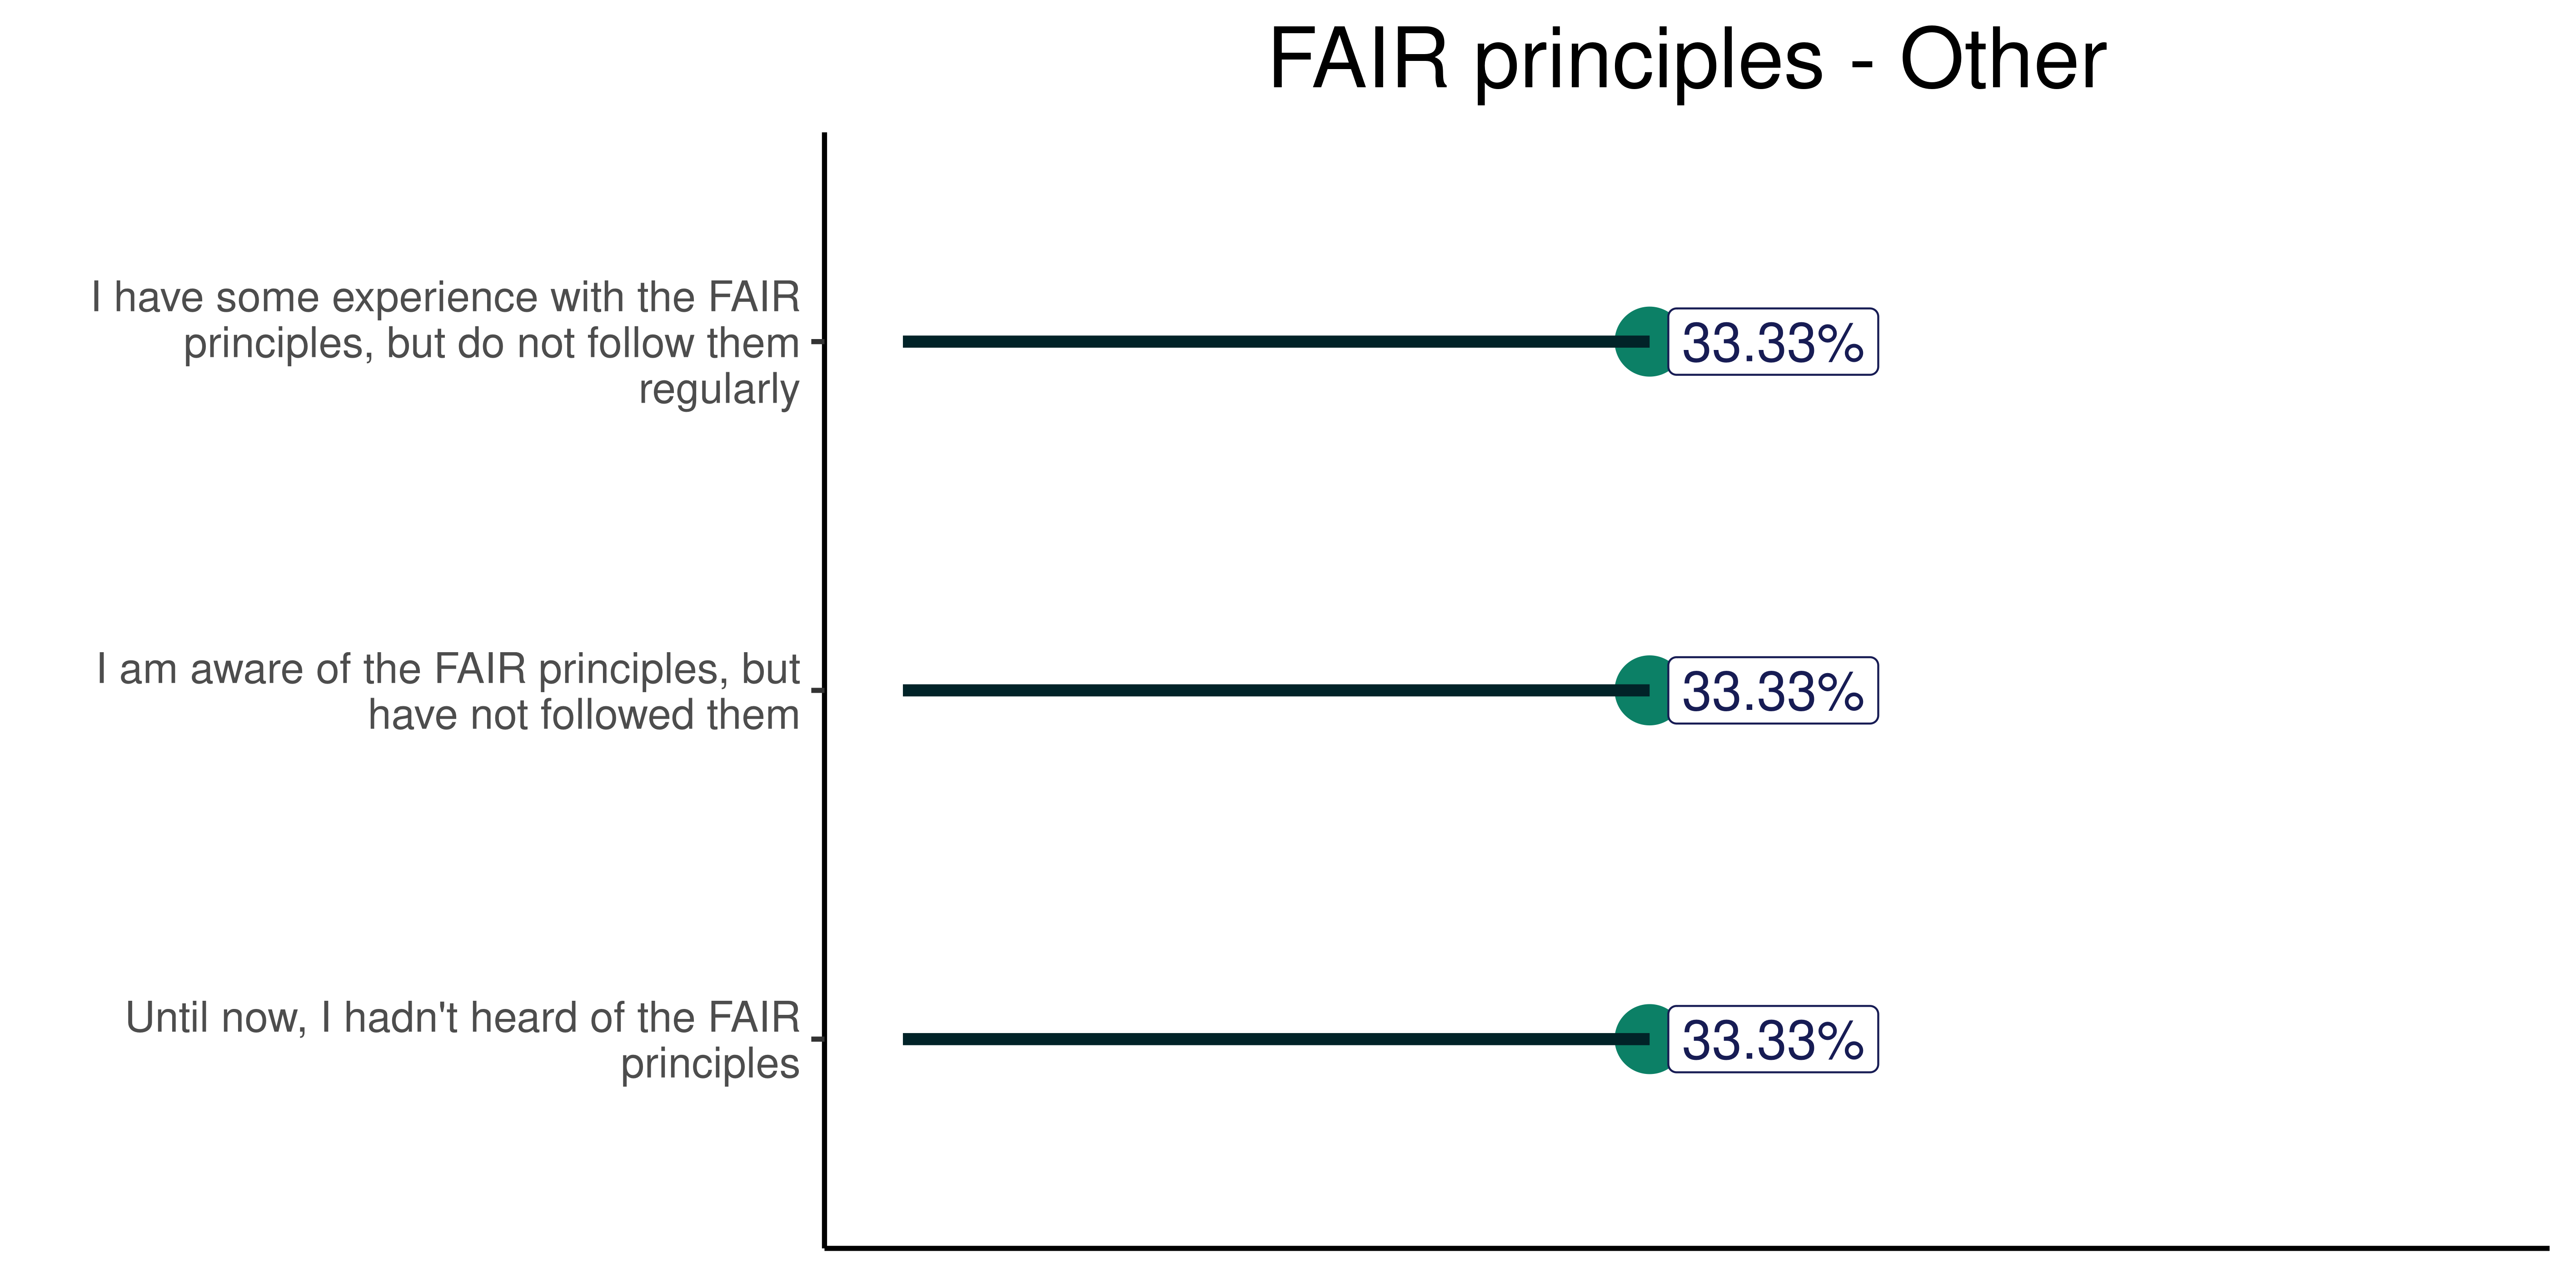 FAIR principles - Other
I have some experience with the FAIR
principles, but do not follow them
regularly
33.33%
I am aware of the FAIR principles, but
have not followed them
33.33%
Until now, I hadn't heard of the FAIR
principles
33.33%